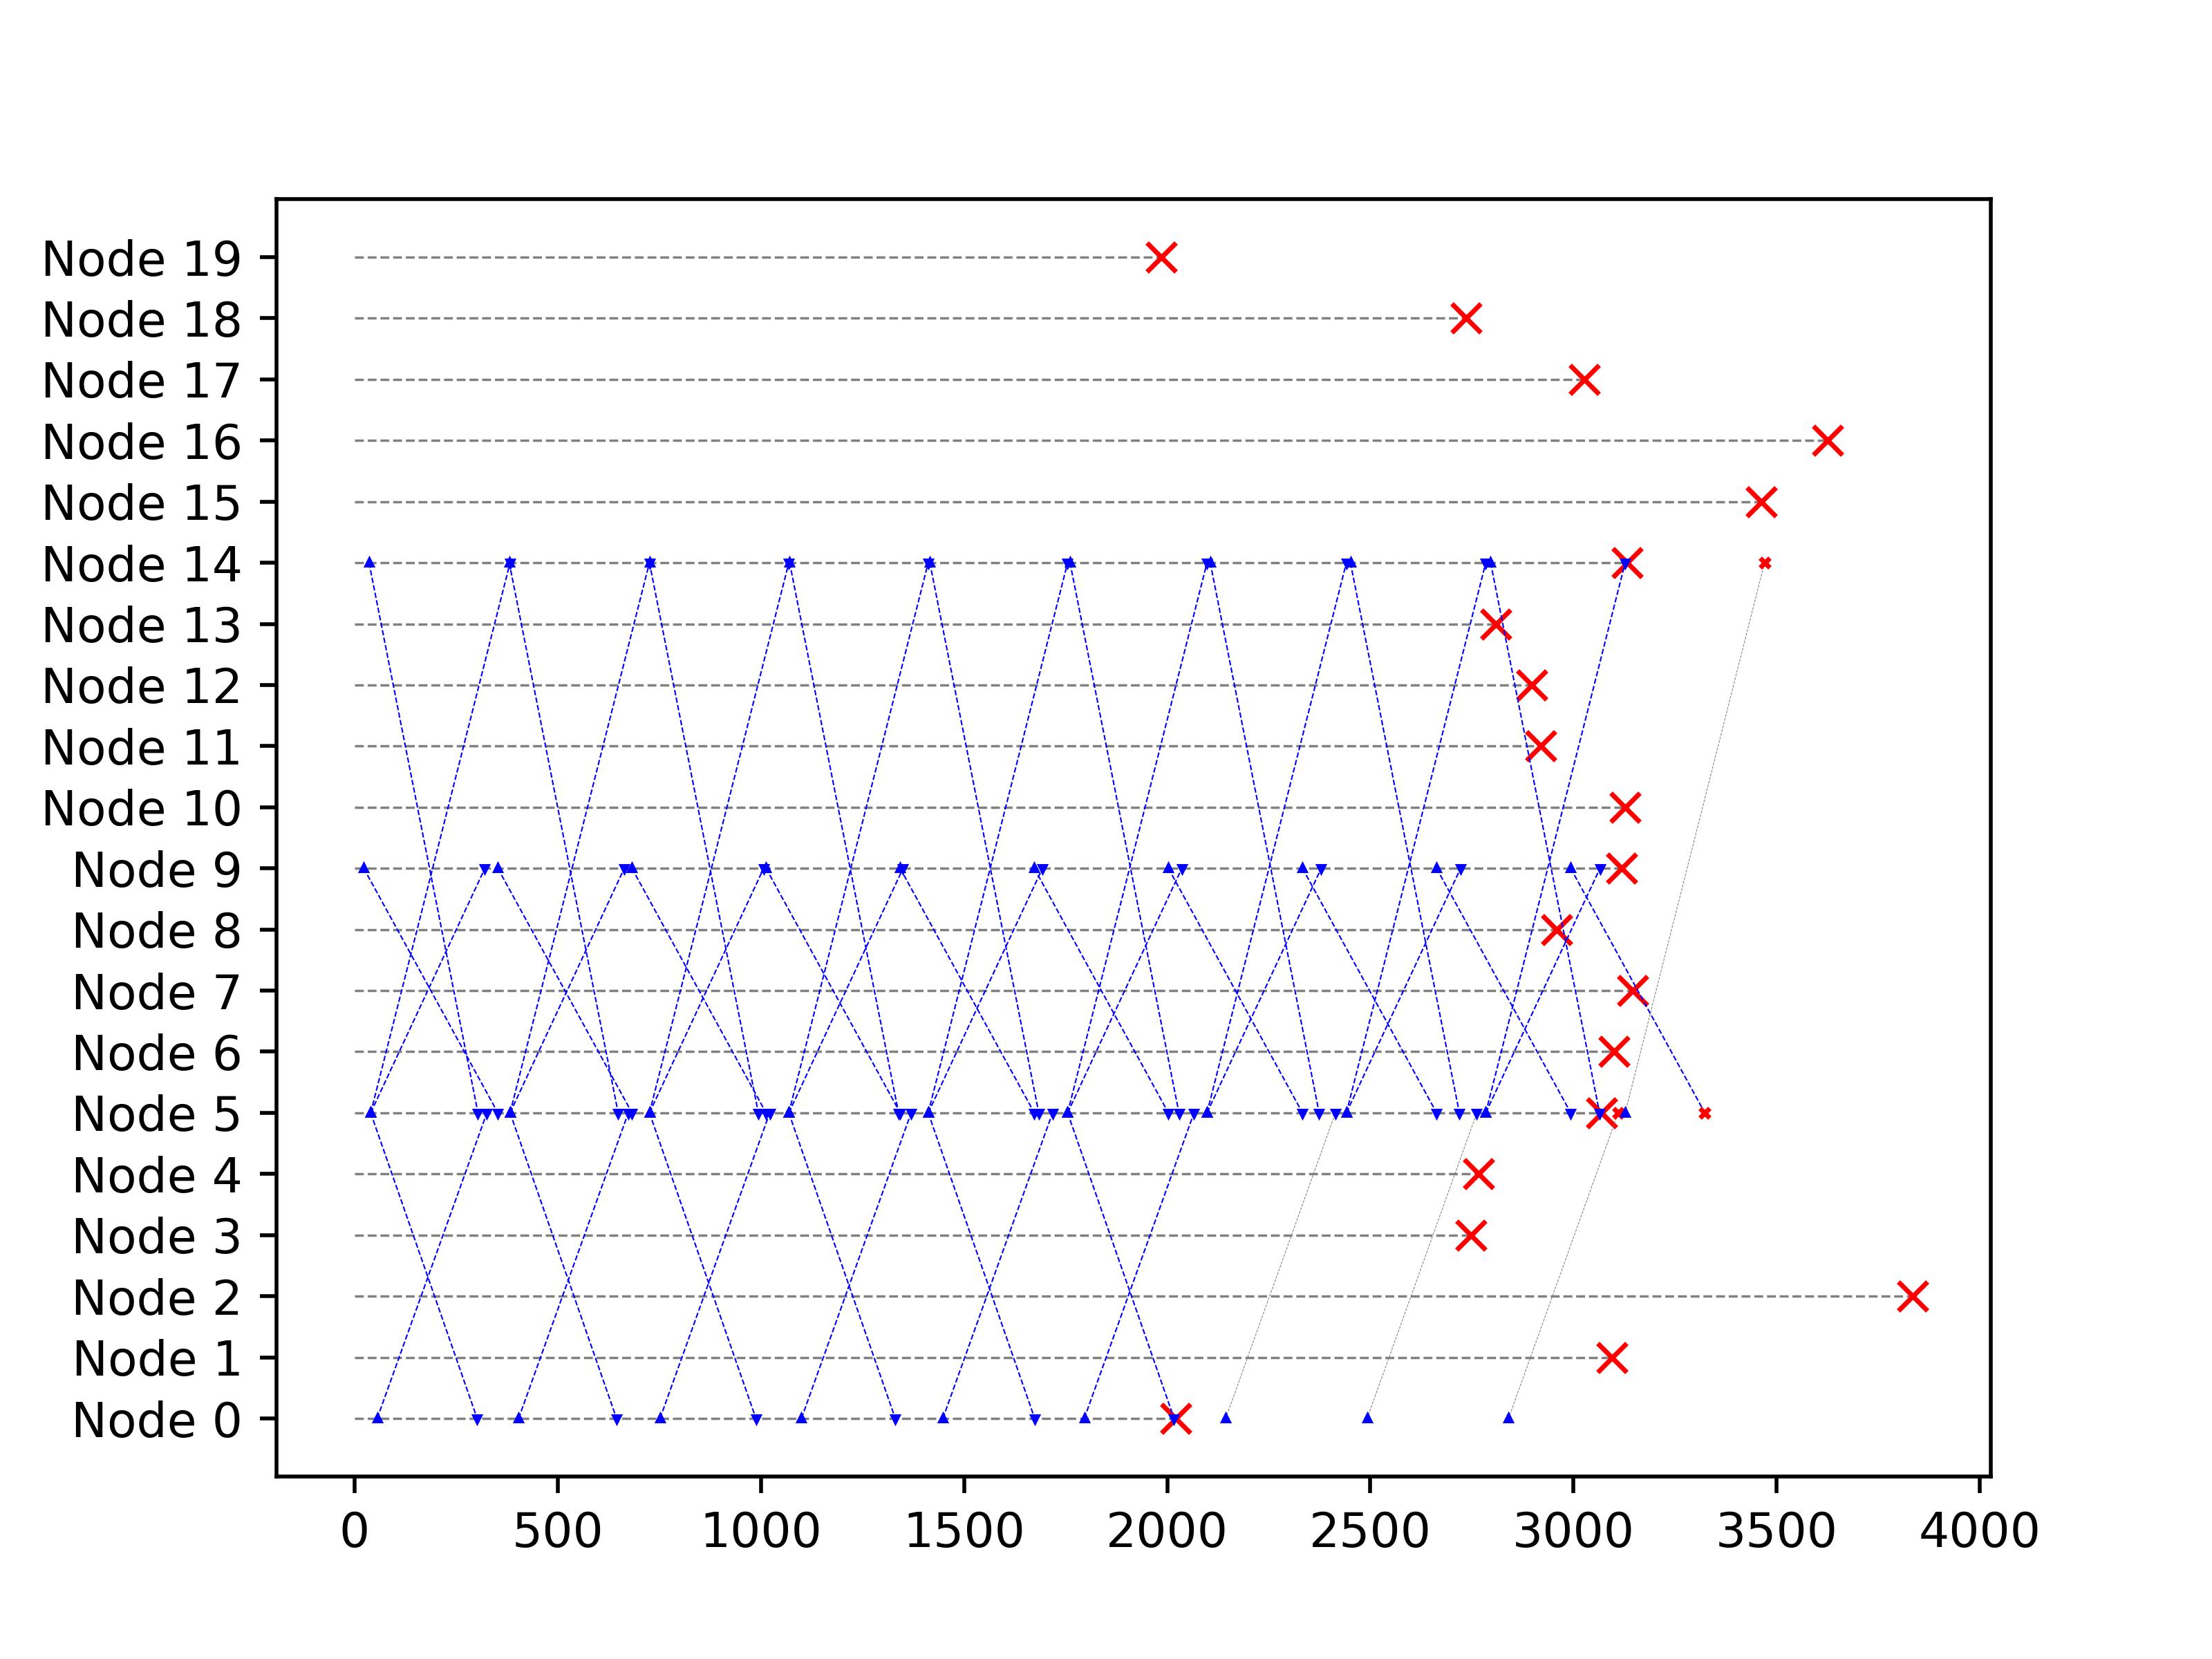 Node 19
Node 18
Node 17
Node 16
Node 15
Node 14
Node 13
Node 12
Node 11
Node 10
Node 9
Node 8
Node 7
Node 6
Node 5
Node 4
Node 3
Node 2
Node 1
Node 0
0 500 1000 1500 2000 2500 3000 3500 4000